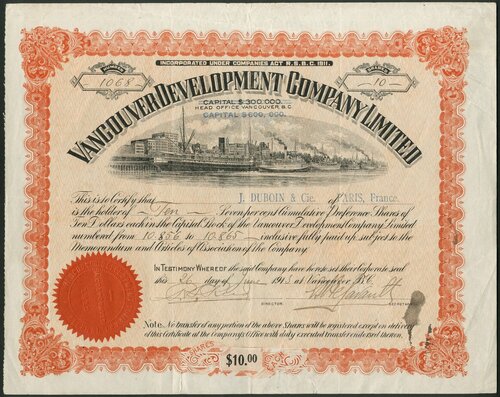 INCORPORATED UNDER COMPANIES ACT R.S.B.C. 1911.
1068
10
VANCOUVER DEVELOPMENT COMPANY, LIMITED
CAPITAL $300.000.
HEAD OFFICE VANCOUVER B.C.
CAPITAL $600,000.
This is to Certify that J. DUBOIN & Cie. of PARIS, France.
is the holder of Ten Seven per cent Cumulative Preference Shares of
Ten Dollars each in the Capital Stock of the Vancouver Development Company, Limited
numbered from 10.856 to 10.865 inclusive fully paid up, subject to the
Memorandum and Articles of Association of the Company.
IN TESTIMONY WHEREOF the said Company have hereto set their Corporate seal
this 26 day of June 1913 at Vancouver B.C.
DIRECTOR
SECRETARY
Note. No transfer of any portion of the above Shares will be registered except on delivery
of this Certificate at the Company's Office with duly executed transfer endorsed thereon.
SHARES
$10.00